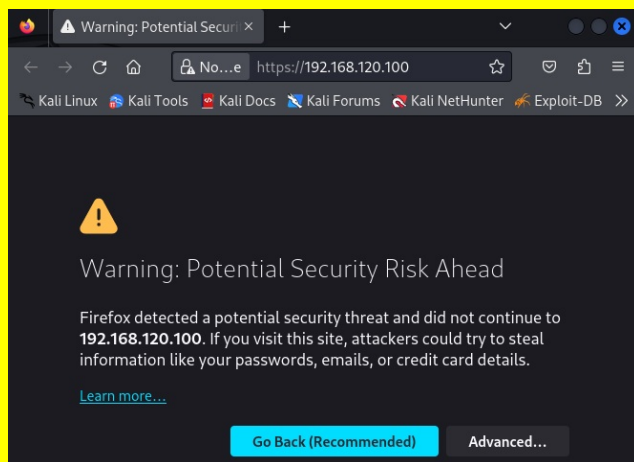 Warning: Potential Securi
No…e https://192.168.120.100
Kali Linux Kali Tools Kali Docs Kali Forums Kali NetHunter Exploit-DB
Warning: Potential Security Risk Ahead
Firefox detected a potential security threat and did not continue to
192.168.120.100. If you visit this site, attackers could try to steal
information like your passwords, emails, or credit card details.
Learn more…
Go Back (Recommended) Advanced…